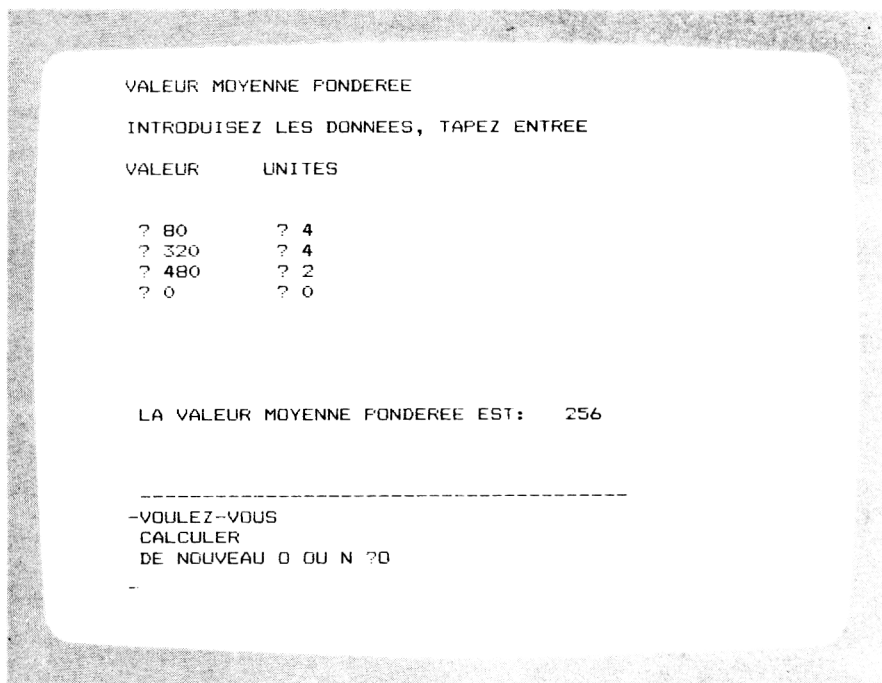 VALEUR MOYENNE PONDEREE
INTRODUISEZ LES DONNEES, TAPEZ ENTREE
VALEUR UNITES
? 80 ? 4
? 320 ? 4
? 480 ? 2
? 0 ? 0
LA VALEUR MOYENNE PONDEREE EST: 256
----------------------------------------
-VOULEZ-VOUS
CALCULER
DE NOUVEAU O OU N ?O
-